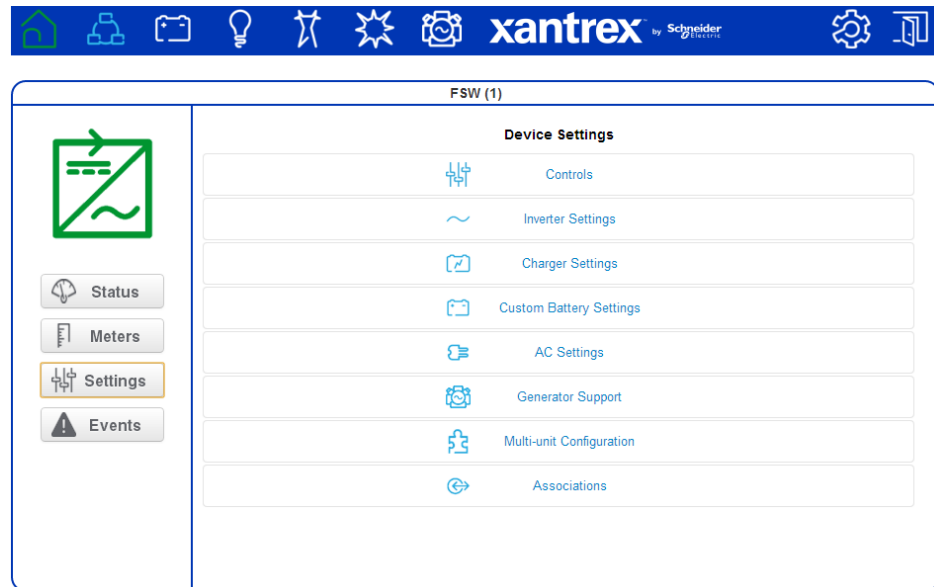 xantrex by Schneider Electric
FSW (1)
Device Settings
Controls
Inverter Settings
Charger Settings
Custom Battery Settings
AC Settings
Generator Support
Multi-unit Configuration
Associations
Status
Meters
Settings
Events